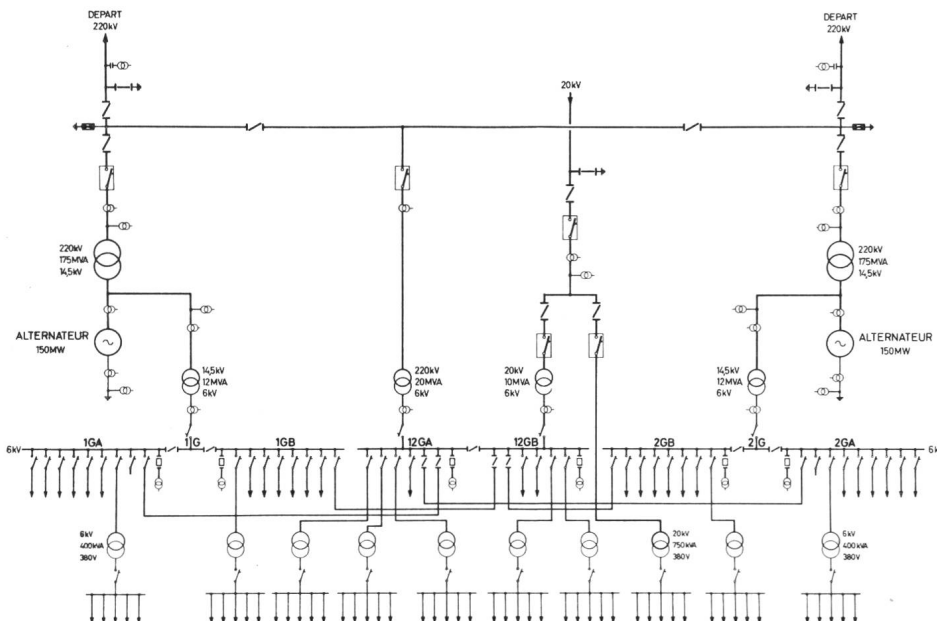 DEPART
220kV
DEPART
220kV
20kV
220kV
175MVA
14,5kV
220kV
175MVA
14,5kV
ALTERNATEUR
150MW
ALTERNATEUR
150MW
14,5kV
12MVA
6kV
220kV
20MVA
6kV
20kV
10MVA
6kV
14,5kV
12MVA
6kV
6kV
1GA
1G
1GB
12GA
12GB
2GB
2G
2GA
6k
6kV
400kVA
380V
20kV
750kVA
380V
6kV
400kVA
380V